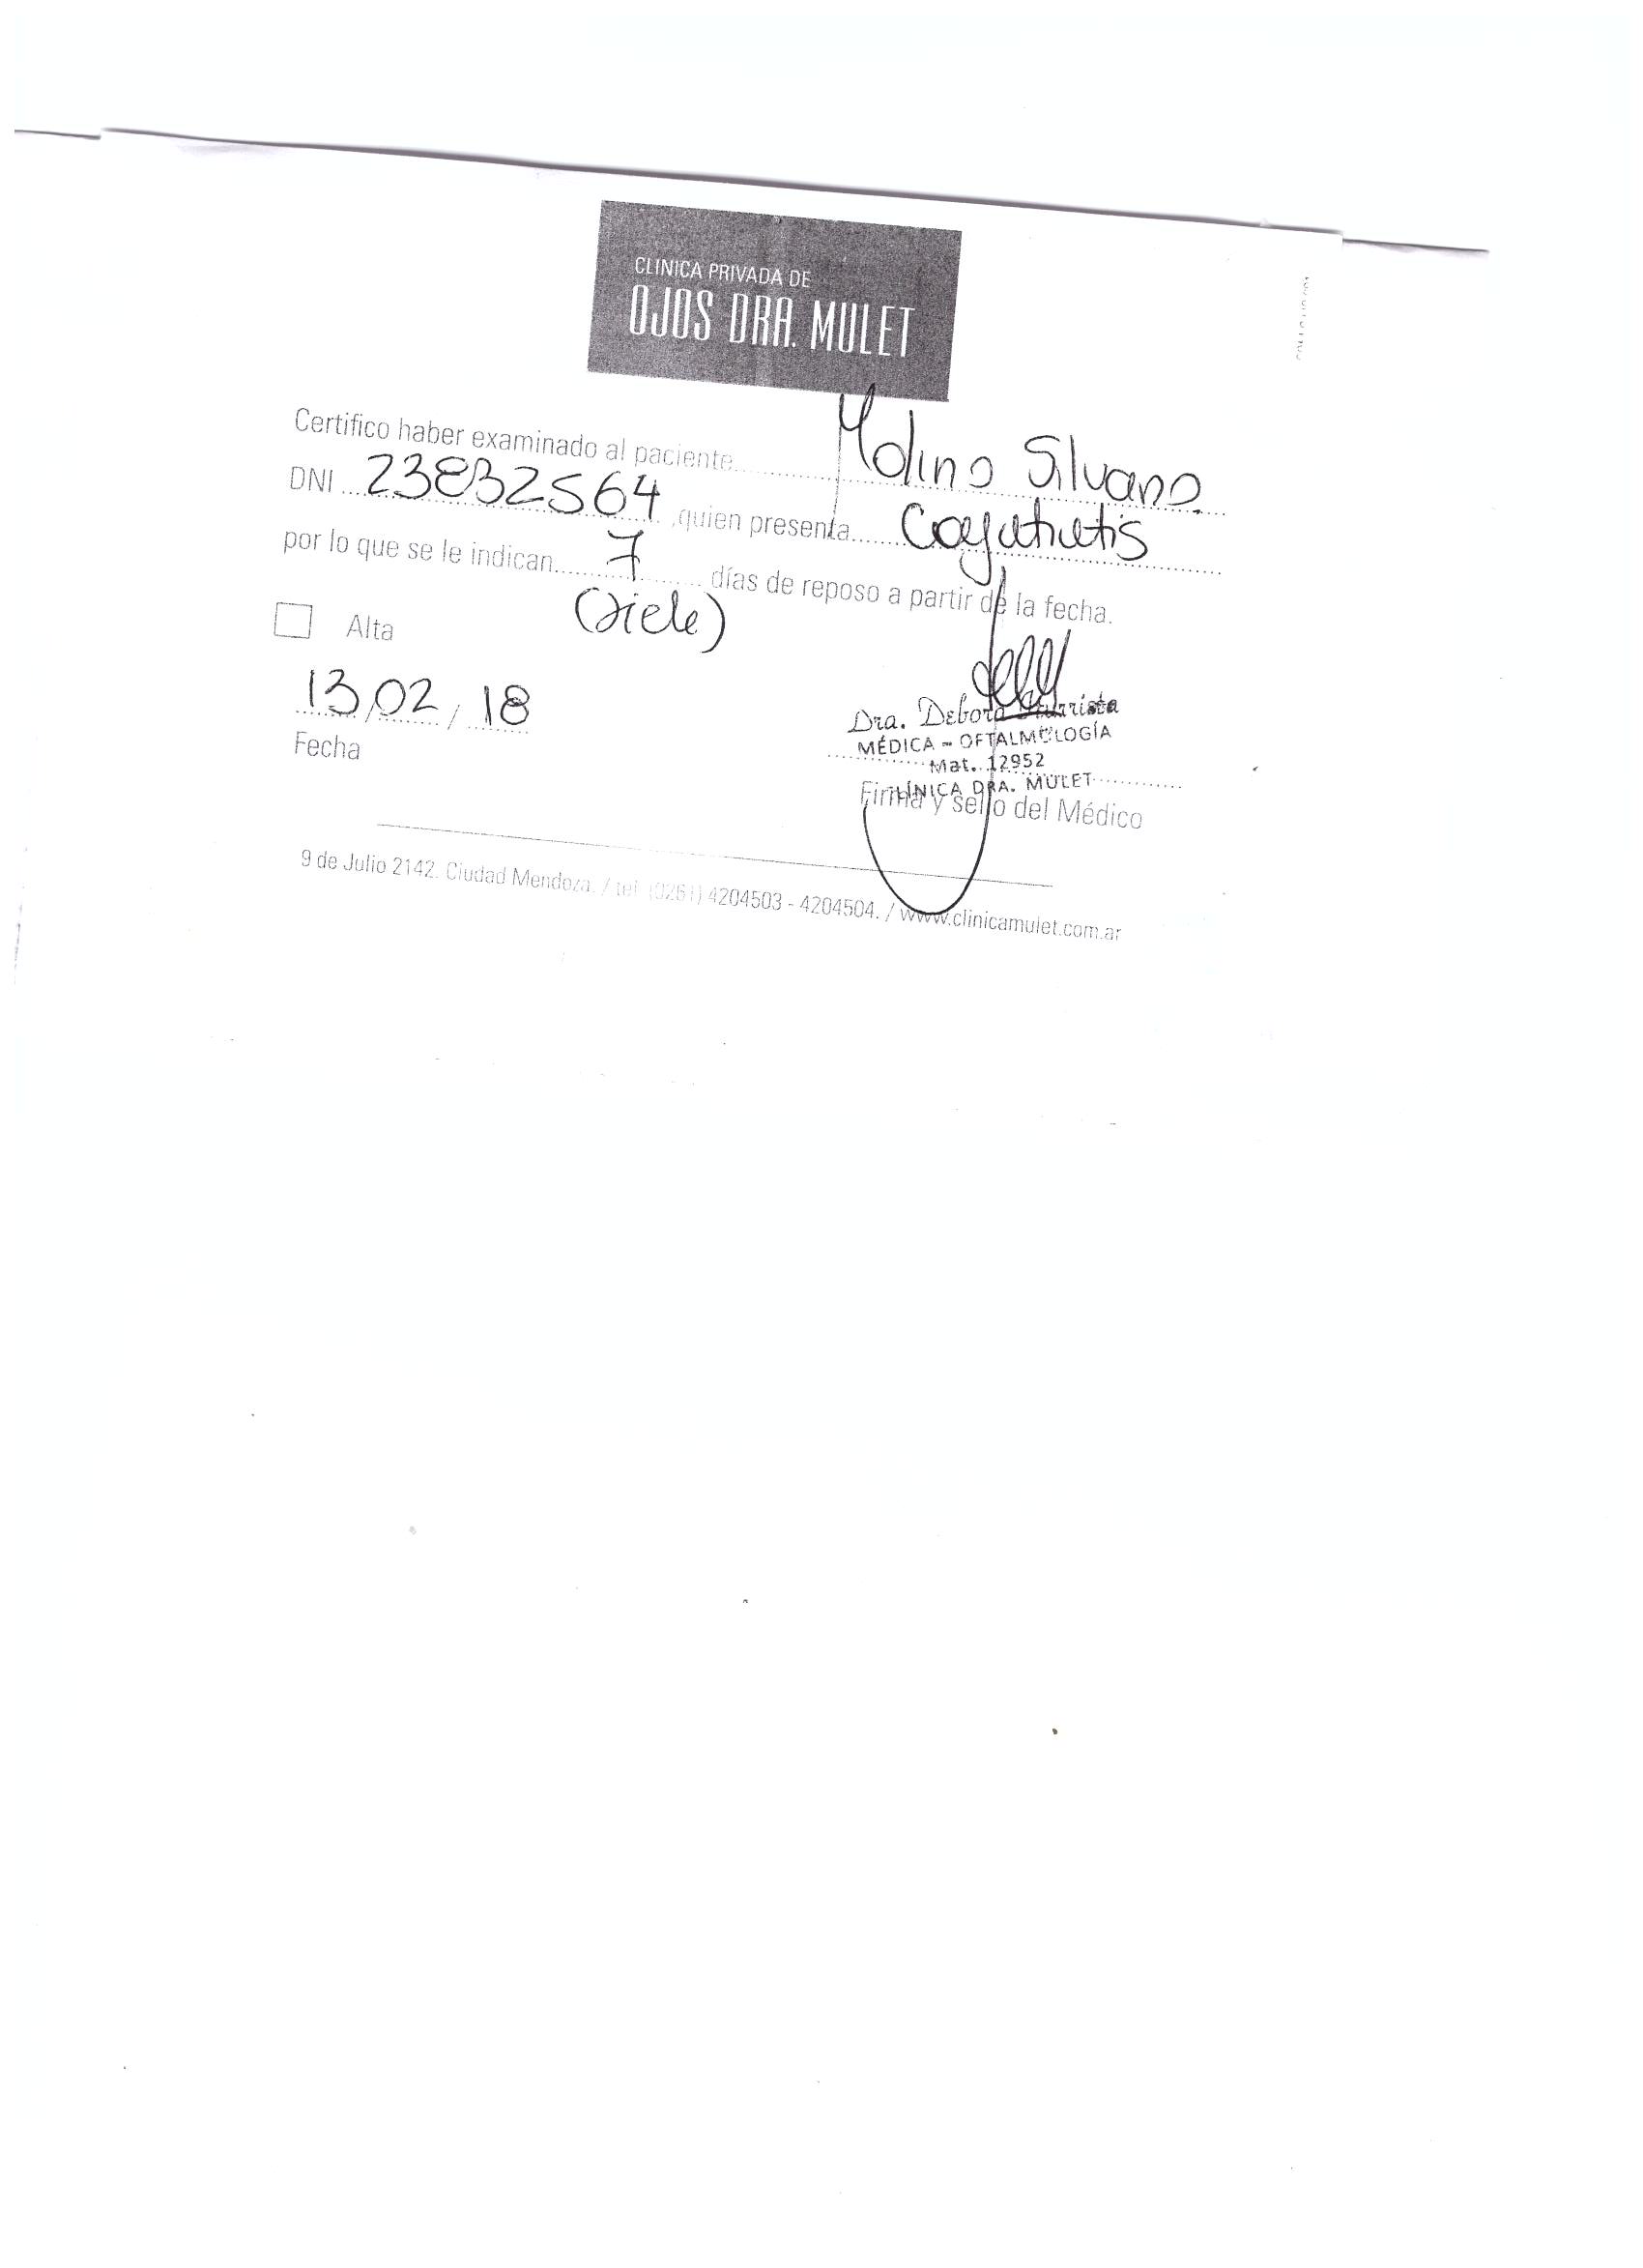 CLINICA PRIVADA DE
OJOS DRA. MULET
Certifico haber examinado al paciente Molina Silvana
DNI 23832564, quien presenta Conjuntivitis
por lo que se le indican 7 días de reposo a partir de la fecha.
(siete)
Alta
13/02/18
Fecha
Dra. Debora
MÉDICA - OFTALMOLOGÍA
Mat. 12952
CLÍNICA DRA. MULET
Firma y sello del Médico
9 de Julio 2142. Ciudad Mendoza. / tel. (0261) 4204503 - 4204504. / www.clinicamulet.com.ar